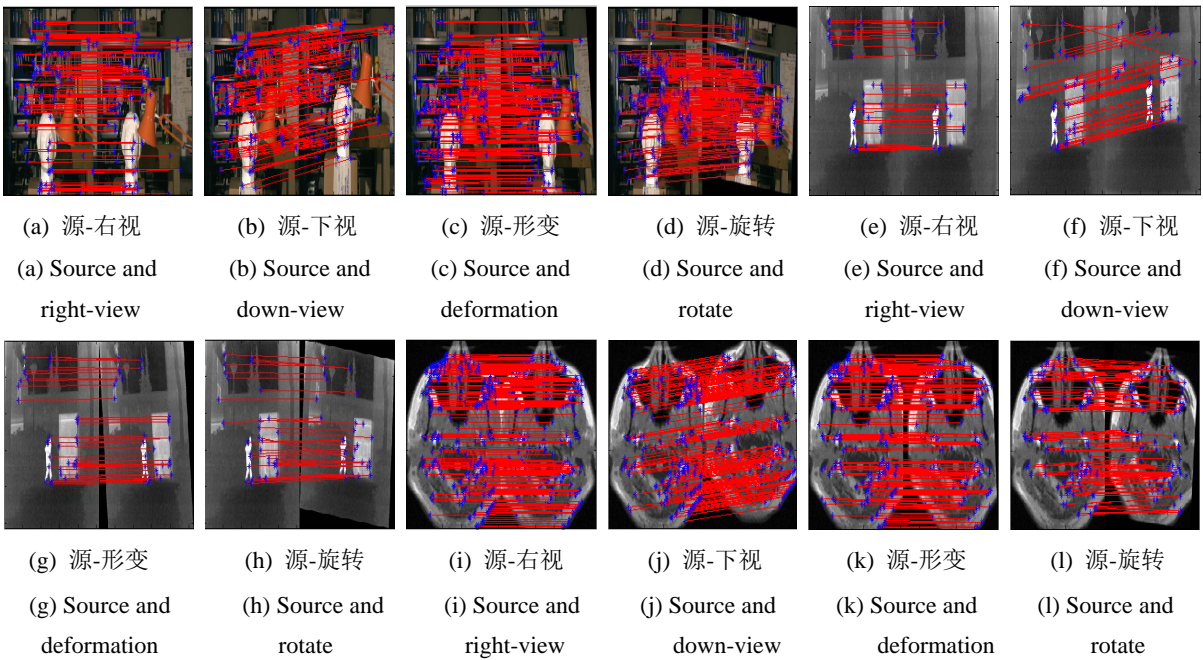 (a) 源-右视 (b) 源-下视 (c) 源-形变 (d) 源-旋转 (e) 源-右视 (f) 源-下视
(a) Source and (b) Source and (c) Source and (d) Source and (e) Source and (f) Source and
right-view down-view deformation rotate right-view down-view
(g) 源-形变 (h) 源-旋转 (i) 源-右视 (j) 源-下视 (k) 源-形变 (l) 源-旋转
(g) Source and (h) Source and (i) Source and (j) Source and (k) Source and (l) Source and
deformation rotate right-view down-view deformation rotate